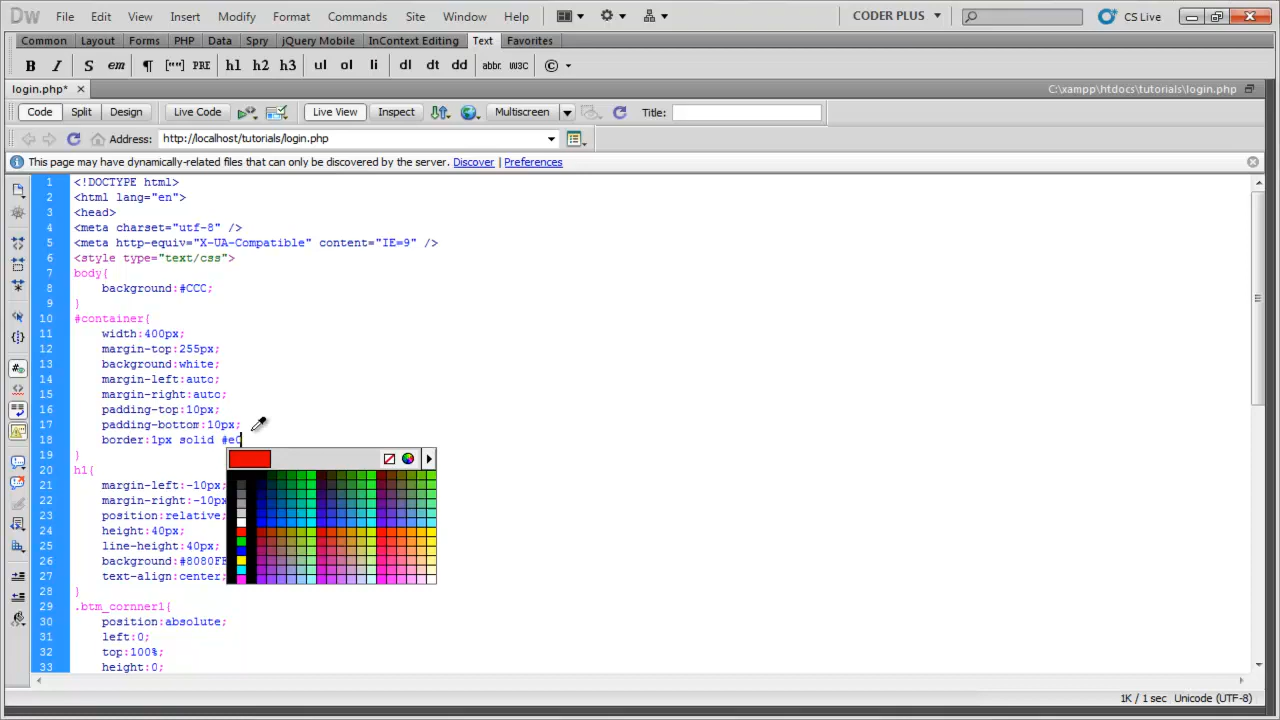 Dw File Edit View Insert Modify Format Commands Site Window Help CODER PLUS CS Live
Common Layout Forms PHP Data Spry jQuery Mobile InContext Editing Text Favorites
B I S em ¶ [""] PRE h1 h2 h3 ul ol li dl dt dd abbr. W3C ©
login.php* C:\xampp\htdocs\tutorials\login.php
Code Split Design Live Code Live View Inspect Multiscreen Title:
Address: http://localhost/tutorials/login.php
This page may have dynamically-related files that can only be discovered by the server. Discover | Preferences
1 <!DOCTYPE html>
2 <html lang="en">
3 <head>
4 <meta charset="utf-8" />
5 <meta http-equiv="X-UA-Compatible" content="IE=9" />
6 <style type="text/css">
7 body{
8 background:#CCC;
9 }
10 #container{
11 width:400px;
12 margin-top:255px;
13 background:white;
14 margin-left:auto;
15 margin-right:auto;
16 padding-top:10px;
17 padding-bottom:10px;
18 border:1px solid #eC
19 }
20 h1{
21 margin-left:-10px;
22 margin-right:-10px
23 position:relative;
24 height:40px;
25 line-height:40px;
26 background:#8080FF
27 text-align:center;
28 }
29 .btm_cornner1{
30 position:absolute;
31 left:0;
32 top:100%;
33 height:0;
1K / 1 sec Unicode (UTF-8)